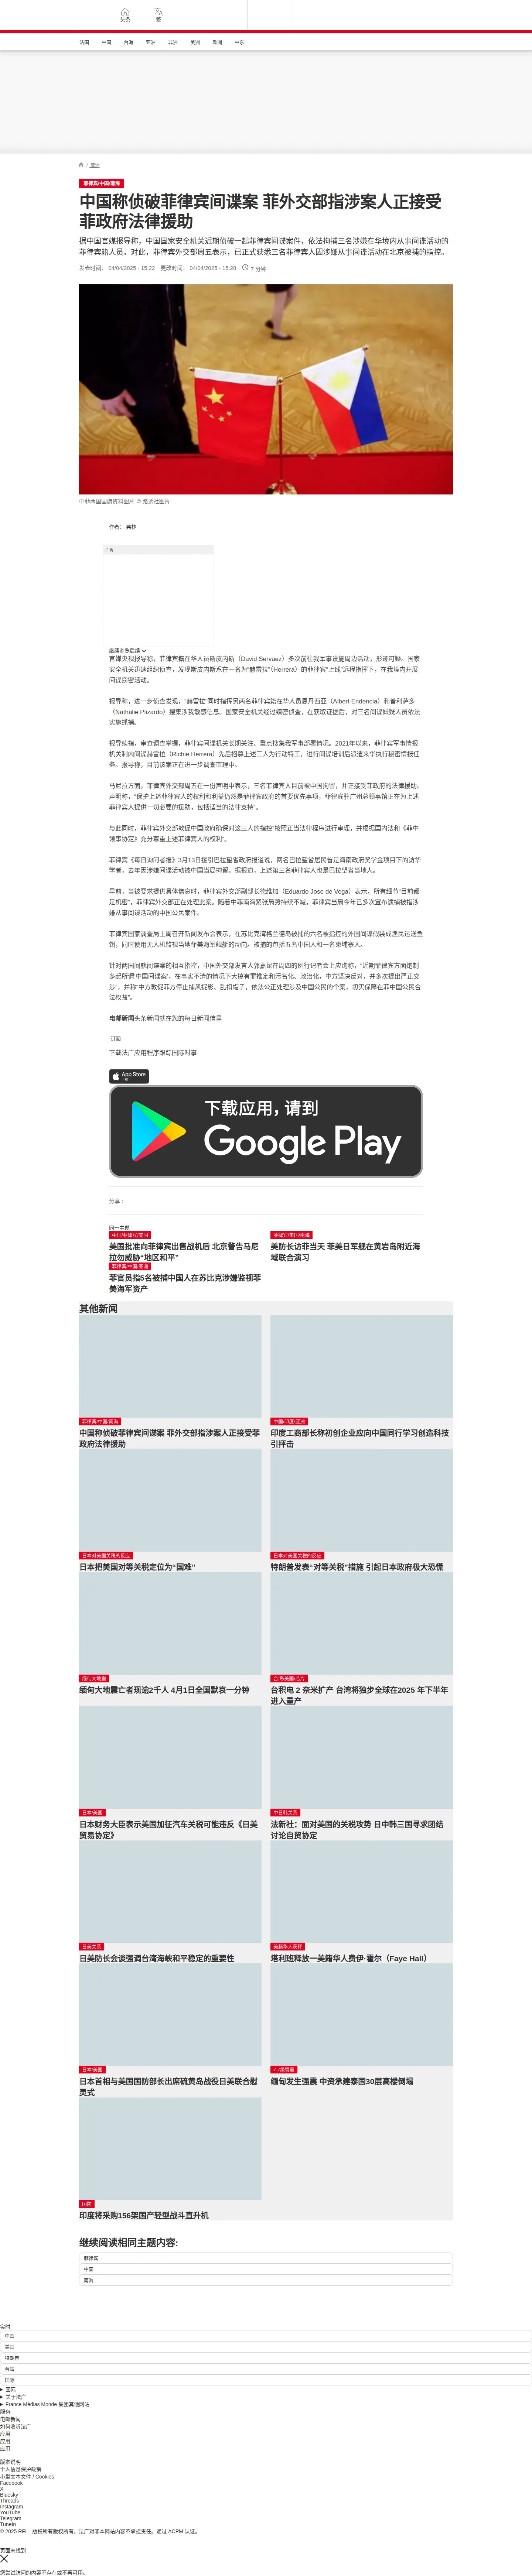 头条
繁
法国
中国
台海
亚洲
非洲
美洲
欧洲
中东
/ 亚洲
菲律宾/中国/南海
中国称侦破菲律宾间谍案 菲外交部指涉案人正接受
菲政府法律援助
据中国官媒报导称，中国国家安全机关近期侦破一起菲律宾间谍案件，依法拘捕三名涉嫌在华境内从事间谍活动的
菲律宾籍人员。对此，菲律宾外交部周五表示，已正式获悉三名菲律宾人因涉嫌从事间谍活动在北京被捕的指控。
发表时间： 04/04/2025 - 15:22 更改时间： 04/04/2025 - 15:28 7 分钟
中菲两国国旗资料图片 © 路透社图片
作者： 弗林
广告
继续浏览后续
官媒央视报导称，菲律宾籍在华人员斯皮内斯（David Servaez）多次前往我军事设施周边活动，形迹可疑。国家
安全机关迅速组织侦查，发现斯皮内斯系在一名为“赫雷拉”（Herrera）的菲律宾“上线”远程指挥下，在我境内开展
间谍窃密活动。
报导称，进一步侦查发现，“赫雷拉”同时指挥另两名菲律宾籍在华人员恩丹西亚（Albert Endencia）和普利萨多
（Nathalie Plizardo）搜集涉我敏感信息。国家安全机关经过缜密侦查，在获取证据后，对三名间谍嫌疑人员依法
实施抓捕。
报导续指，审查调查掌握，菲律宾间谍机关长期关注、重点搜集我军事部署情况。2021年以来，菲律宾军事情报
机关制内间谍赫雷拉（Richie Herrera）先后招募上述三人为行动特工，进行间谍培训后派遣来华执行秘密情报任
务。报导称，目前该案正在进一步调查审理中。
马尼拉方面，菲律宾外交部周五在一份声明中表示，三名菲律宾人目前被中国拘留，并正接受菲政府的法律援助。
声明称，“保护上述菲律宾人的权利和利益仍然是菲律宾政府的首要优先事项，菲律宾驻广州总领事馆正在为上述
菲律宾人提供一切必要的援助，包括适当的法律支持”。
与此同时，菲律宾外交部敦促中国政府确保对这三人的指控“按照正当法律程序进行审理，并根据国内法和《菲中
领事协定》充分尊重上述菲律宾人的权利”。
菲律宾《每日询问者报》3月13日援引巴拉望省政府报道说，两名巴拉望省居民曾是海南政府奖学金项目下的访华
学者，去年因涉嫌间谍活动被中国当局拘留。据报道，上述第三名菲律宾人也是巴拉望省当地人。
早前，当被要求提供具体信息时，菲律宾外交部副部长德维加（Eduardo Jose de Vega）表示，所有细节“目前都
是机密”，菲律宾外交部正在处理此案。随着中菲南海紧张局势持续不减，菲律宾当局今年已多次宣布逮捕被指涉
嫌从事间谍活动的中国公民案件。
菲律宾国家调查局上周召开新闻发布会表示，在苏比克湾格兰德岛被捕的六名被指控的外国间谍假装成渔民运送鱼
饵，同时使用无人机监视当地菲美海军舰艇的动向。被捕的包括五名中国人和一名柬埔寨人。
针对两国间就间谍案的相互指控，中国外交部发言人郭嘉昆在周四的例行记者会上应询称，“近期菲律宾方面炮制
多起所谓‘中国间谍案’，在事实不清的情况下大搞有罪推定和污名化、政治化，中方坚决反对，并多次提出严正交
涉”。并称“中方敦促菲方停止捕风捉影、乱扣帽子，依法公正处理涉及中国公民的个案，切实保障在菲中国公民合
法权益”。
电邮新闻头条新闻就在您的每日新闻信里
订阅
下载法广应用程序跟踪国际时事
App Store
下载
下载应用，请到
Google Play
分享 :
同一主题
中国/菲律宾/美国
美国批准向菲律宾出售战机后 北京警告马尼
拉勿威胁“地区和平”
菲律宾/美国/南海
美防长访菲当天 菲美日军舰在黄岩岛附近海
域联合演习
菲律宾/中国/亚洲
菲官员指5名被捕中国人在苏比克涉嫌监视菲
美海军资产
其他新闻
菲律宾/中国/南海
中国称侦破菲律宾间谍案 菲外交部指涉案人正接受菲
政府法律援助
中国/印度/亚洲
印度工商部长称初创企业应向中国同行学习创造科技
引抨击
日本对美国关税的反应
日本把美国对等关税定位为“国难”
日本对美国关税的反应
特朗普发表“对等关税”措施 引起日本政府极大恐慌
缅甸大地震
缅甸大地震亡者现逾2千人 4月1日全国默哀一分钟
台湾/美国/芯片
台积电 2 奈米扩产 台湾将独步全球在2025 年下半年
进入量产
日本/美国
日本财务大臣表示美国加征汽车关税可能违反《日美
贸易协定》
中日韩关系
法新社：面对美国的关税攻势 日中韩三国寻求团结
讨论自贸协定
日美关系
日美防长会谈强调台湾海峡和平稳定的重要性
美籍华人获释
塔利班释放一美籍华人费伊·霍尔（Faye Hall）
日本/美国
日本首相与美国国防部长出席硫黄岛战役日美联合慰
灵式
7.7级强震
缅甸发生强震 中资承建泰国30层高楼倒塌
国防
印度将采购156架国产轻型战斗直升机
继续阅读相同主题内容:
菲律宾
中国
南海
实时
中国
美国
特朗普
台湾
国际
国际
关于法广
France Médias Monde 集团其他网站
服务
电邮新闻
如何收听法广
应用
应用
应用
版本说明
个人信息保护政策
小型文本文件 / Cookies
Facebook
X
Bluesky
Threads
Instagram
YouTube
Telegram
TuneIn
© 2025 RFI – 版权所有版权所有。法广对非本网站内容不承担责任。通过 ACPM 认证。
页面未找到
您尝试访问的内容不存在或不再可用。